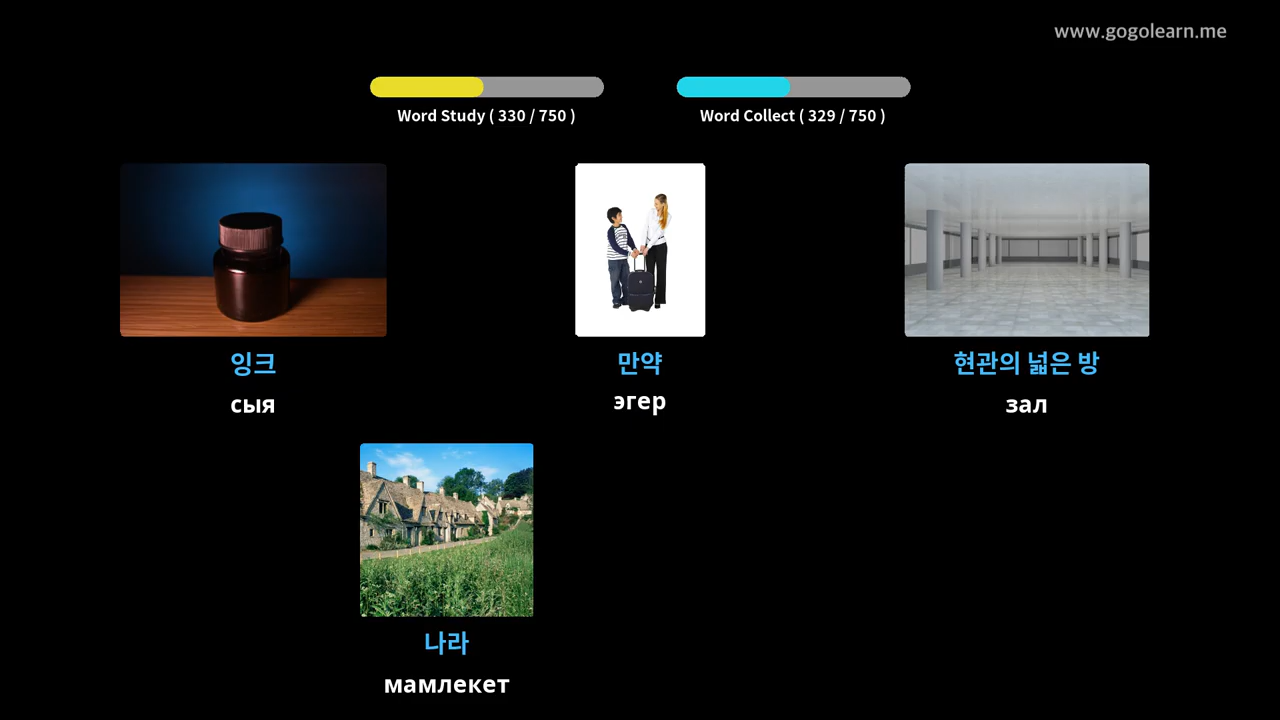 www.gogolearn.me
Word Study ( 330 / 750 )
Word Collect ( 329 / 750 )
잉크
сыя
만약
эгер
현관의 넓은 방
зал
나라
мамлекет